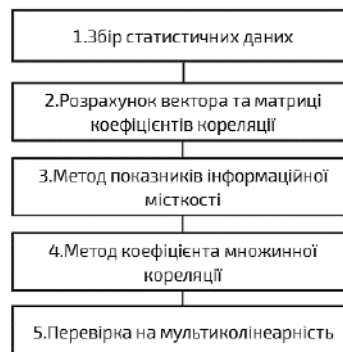 1.Збір статистичних даних
2.Розрахунок вектора та матриці
коефіцієнтів кореляції
3.Метод показників інформаційної
місткості
4.Метод коефіцієнта множинної
кореляції
5.Перевірка на мультиколінеарність